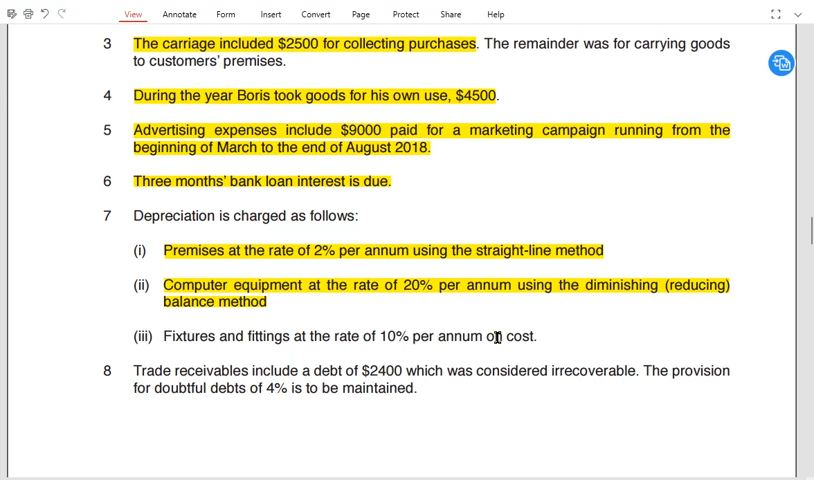 View Annotate Form Insert Convert Page Protect Share Help
3 The carriage included $2500 for collecting purchases. The remainder was for carrying goods
to customers' premises.
4 During the year Boris took goods for his own use, $4500.
5 Advertising expenses include $9000 paid for a marketing campaign running from the
beginning of March to the end of August 2018.
6 Three months' bank loan interest is due.
7 Depreciation is charged as follows:
(i) Premises at the rate of 2% per annum using the straight-line method
(ii) Computer equipment at the rate of 20% per annum using the diminishing (reducing)
balance method
(iii) Fixtures and fittings at the rate of 10% per annum on cost.
8 Trade receivables include a debt of $2400 which was considered irrecoverable. The provision
for doubtful debts of 4% is to be maintained.